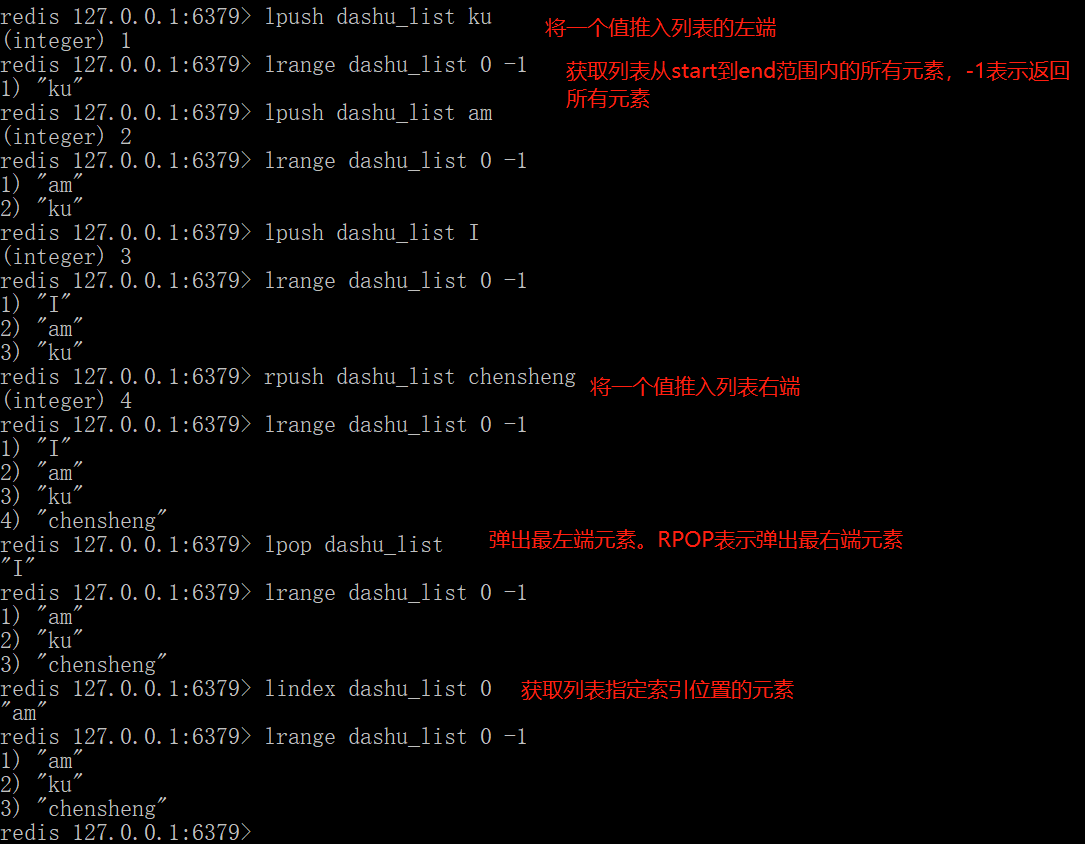 redis 127.0.0.1:6379> lpush dashu_list ku
将一个值推入列表的左端
(integer) 1
redis 127.0.0.1:6379> lrange dashu_list 0 -1
获取列表从start到end范围内的所有元素，-1表示返回
所有元素
1) "ku"
redis 127.0.0.1:6379> lpush dashu_list am
(integer) 2
redis 127.0.0.1:6379> lrange dashu_list 0 -1
1) "am"
2) "ku"
redis 127.0.0.1:6379> lpush dashu_list I
(integer) 3
redis 127.0.0.1:6379> lrange dashu_list 0 -1
1) "I"
2) "am"
3) "ku"
redis 127.0.0.1:6379> rpush dashu_list chensheng
将一个值推入列表右端
(integer) 4
redis 127.0.0.1:6379> lrange dashu_list 0 -1
1) "I"
2) "am"
3) "ku"
4) "chensheng"
redis 127.0.0.1:6379> lpop dashu_list
弹出最左端元素。RPOP表示弹出最右端元素
"I"
redis 127.0.0.1:6379> lrange dashu_list 0 -1
1) "am"
2) "ku"
3) "chensheng"
redis 127.0.0.1:6379> lindex dashu_list 0
获取列表指定索引位置的元素
"am"
redis 127.0.0.1:6379> lrange dashu_list 0 -1
1) "am"
2) "ku"
3) "chensheng"
redis 127.0.0.1:6379>